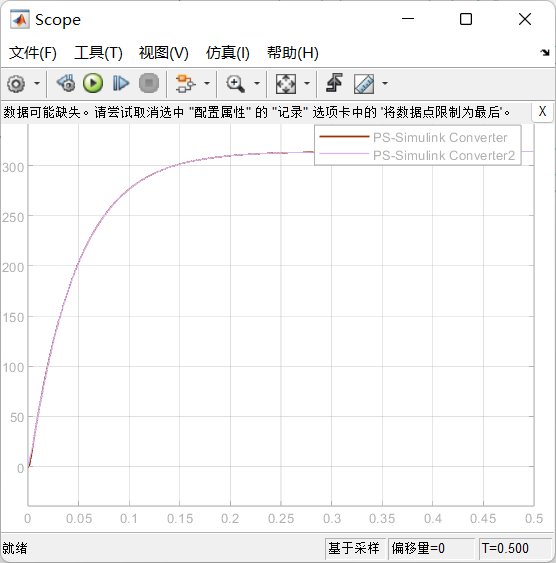 Scope
文件(F) 工具(T) 视图(V) 仿真(I) 帮助(H)
数据可能缺失。请尝试取消选中 "配置属性" 的 "记录" 选项卡中的 '将数据点限制为最后'。 X
PS-Simulink Converter
PS-Simulink Converter2
300
250
200
150
100
50
0
0 0.05 0.1 0.15 0.2 0.25 0.3 0.35 0.4 0.45 0.5
就绪 基于采样 偏移量=0 T=0.500